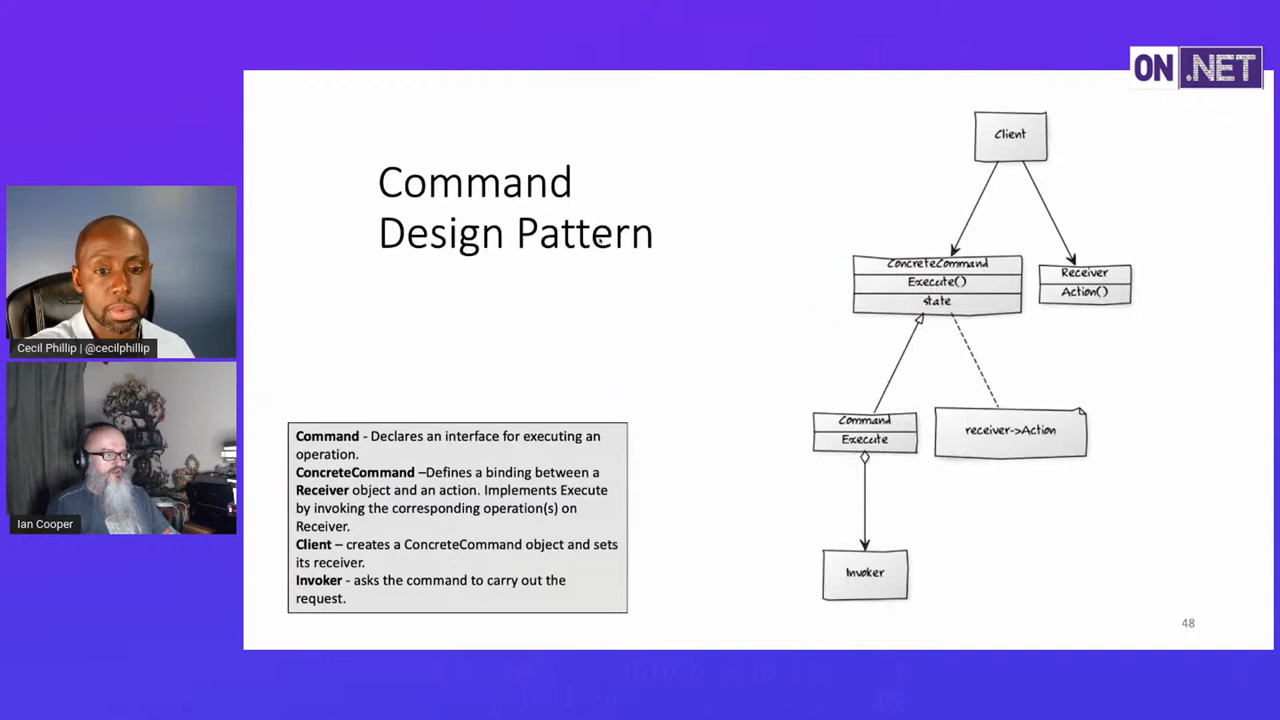 ON .NET
Command
Design Pattern
Client
ConcreteCommand
Execute()
state
Receiver
Action()
Command
Execute
receiver->Action
Invoker
Command - Declares an interface for executing an
operation.
ConcreteCommand –Defines a binding between a
Receiver object and an action. Implements Execute
by invoking the corresponding operation(s) on
Receiver.
Client – creates a ConcreteCommand object and sets
its receiver.
Invoker - asks the command to carry out the
request.
48
Cecil Phillip | @cecilphillip
Ian Cooper